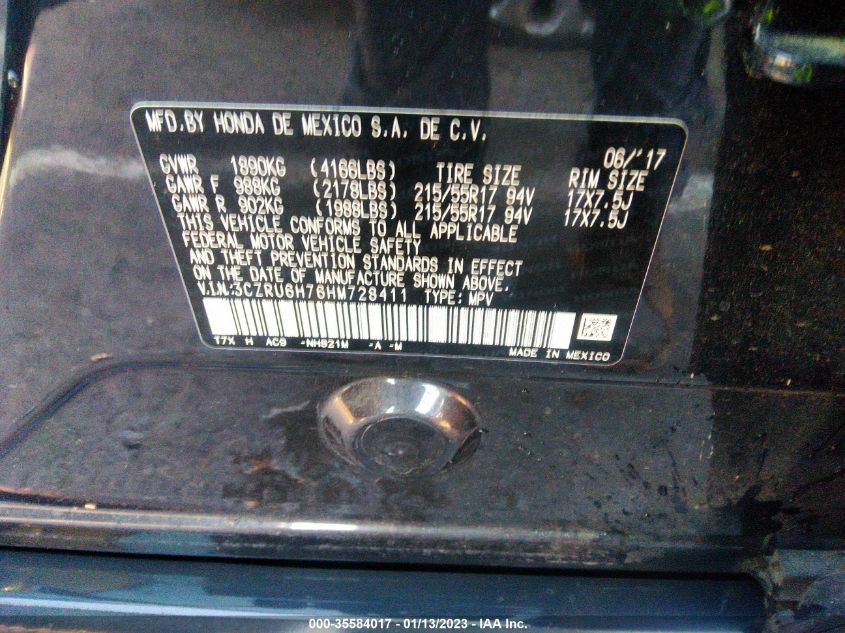 MFD.BY HONDA DE MEXICO S.A. DE C.V.
06/'17
GVWR 1890KG (4166LBS) TIRE SIZE RIM SIZE
GAWR F 988KG (2178LBS) 215/55R17 94V 17X7.5J
GAWR R 902KG (1988LBS) 215/55R17 94V 17X7.5J
THIS VEHICLE CONFORMS TO ALL APPLICABLE
FEDERAL MOTOR VEHICLE SAFETY
AND THEFT PREVENTION STANDARDS IN EFFECT
ON THE DATE OF MANUFACTURE SHOWN ABOVE.
V.I.N.:3CZRU6H76HM729411 TYPE: MPV
T7X H AC9 -NH821M -A -M
MADE IN MEXICO
000-35584017 - 01/13/2023 - © IAA Inc.